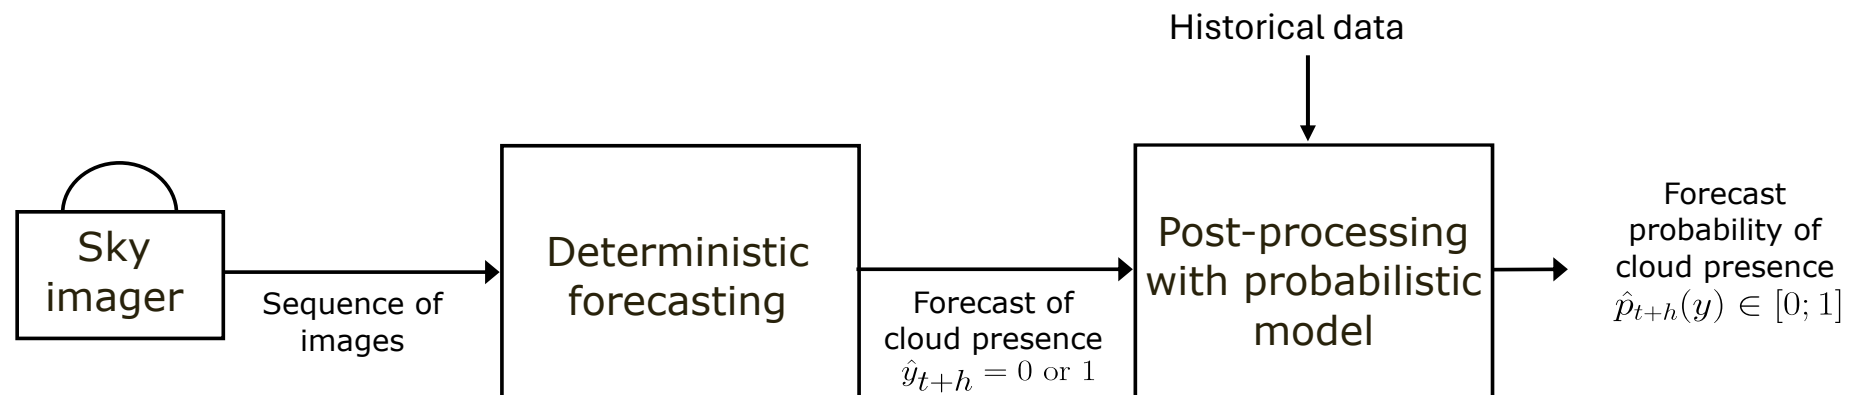 Historical data
Sky
imager
Sequence of
images
Deterministic
forecasting
Forecast of
cloud presence
ŷ_{t+h} = 0 or 1
Post-processing
with probabilistic
model
Forecast
probability of
cloud presence
p̂_{t+h}(y) ∈ [0; 1]